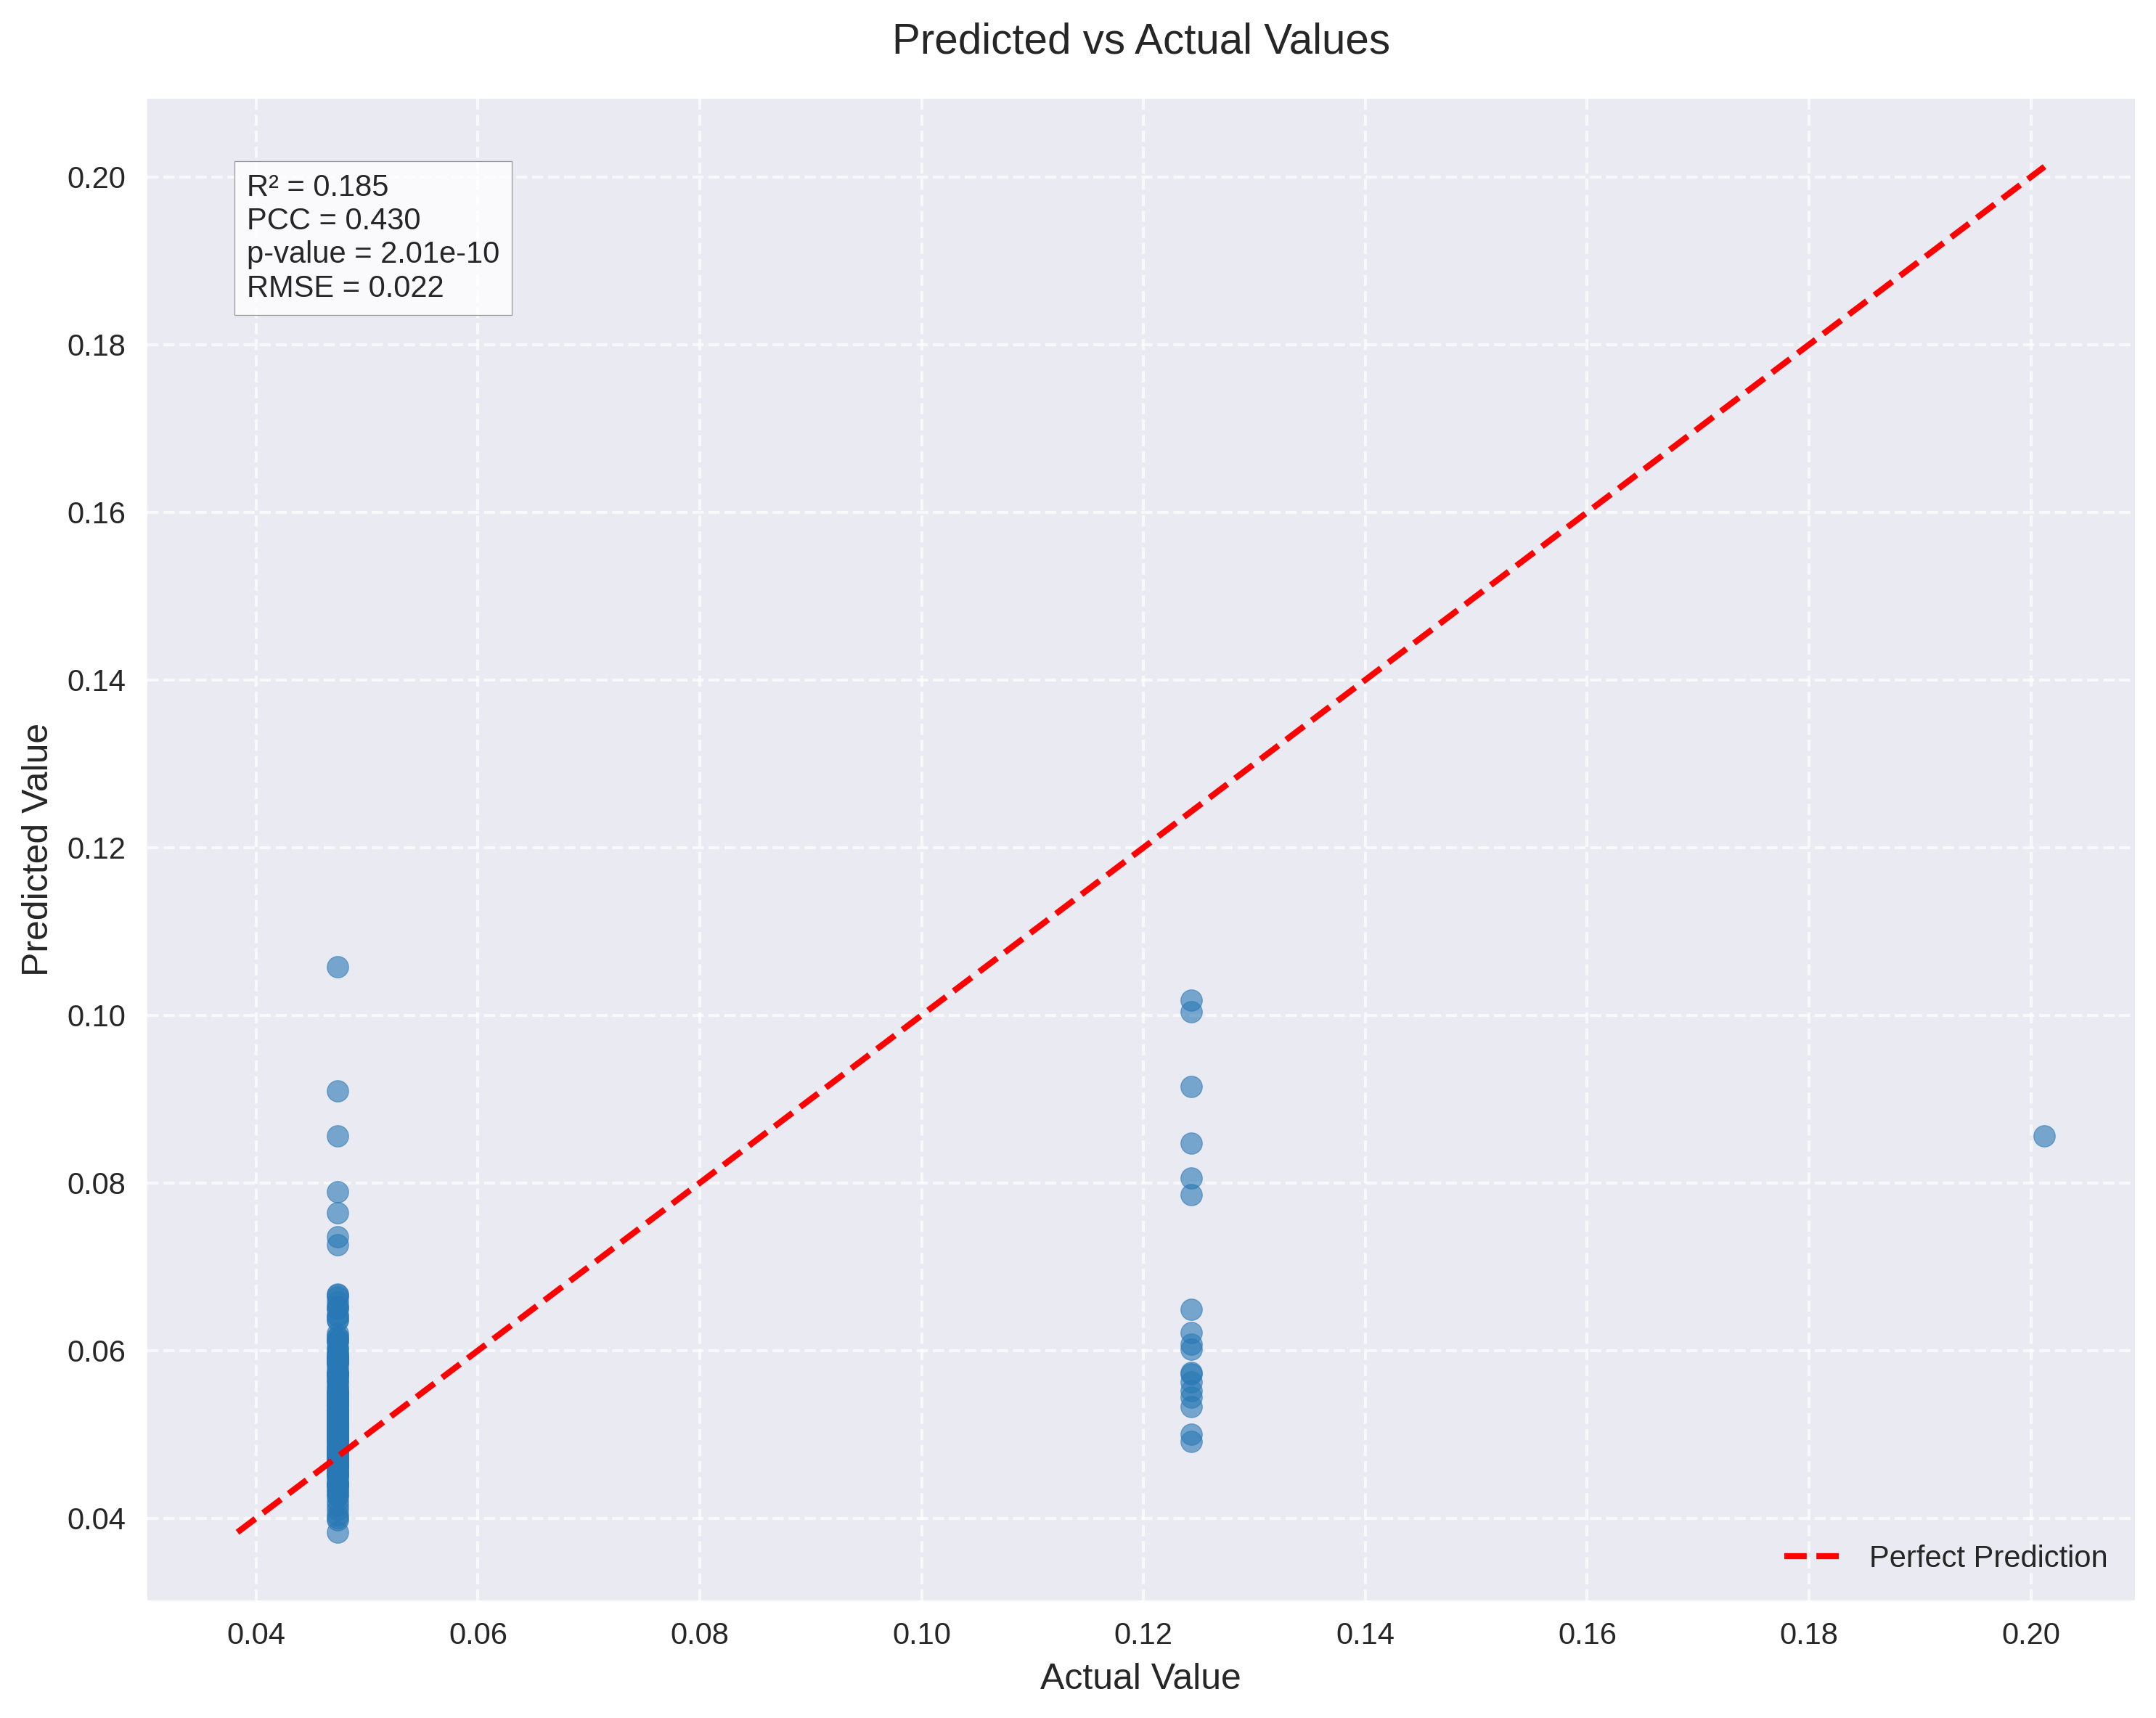 Predicted vs Actual Values
R² = 0.185
PCC = 0.430
p-value = 2.01e-10
RMSE = 0.022
0.20
0.18
0.16
0.14
0.12
0.10
0.08
0.06
0.04
Predicted Value
Perfect Prediction
0.04 0.06 0.08 0.10 0.12 0.14 0.16 0.18 0.20
Actual Value